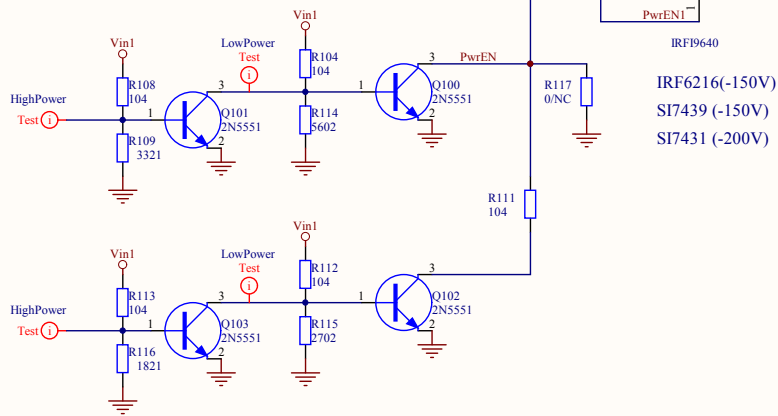 PwrEN1
1
IRFI9640
IRF6216(-150V)
SI7439 (-150V)
SI7431 (-200V)
Vin1
R108
104
HighPower
Test i
R109
3321
1
3
Q101
2N5551
2
LowPower
Test
i
Vin1
R104
104
R114
5602
1
3
Q100
2N5551
2
PwrEN
R117
0/NC
R111
104
Vin1
R113
104
HighPower
Test i
R116
1821
1
3
Q103
2N5551
2
LowPower
Test
i
Vin1
R112
104
R115
2702
1
3
Q102
2N5551
2